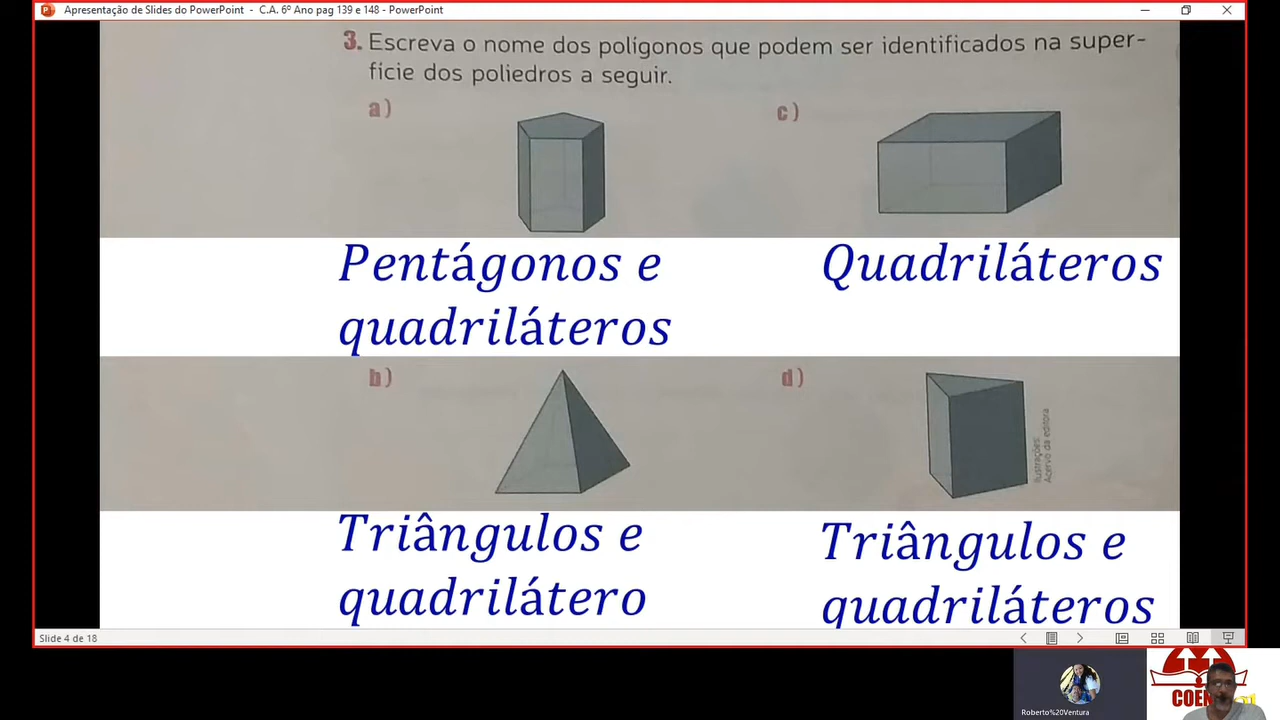 Apresentação de Slides do PowerPoint - C.A. 6º Ano pag 139 e 148 - PowerPoint
3. Escreva o nome dos polígonos que podem ser identificados na super-
fície dos poliedros a seguir.
a)
c)
Pentágonos e
quadriláteros
Quadriláteros
b)
d)
Ilustrações:
Acervo da editora
Triângulos e
quadrilátero
Triângulos e
quadriláteros
Slide 4 de 18
Roberto%20Ventura